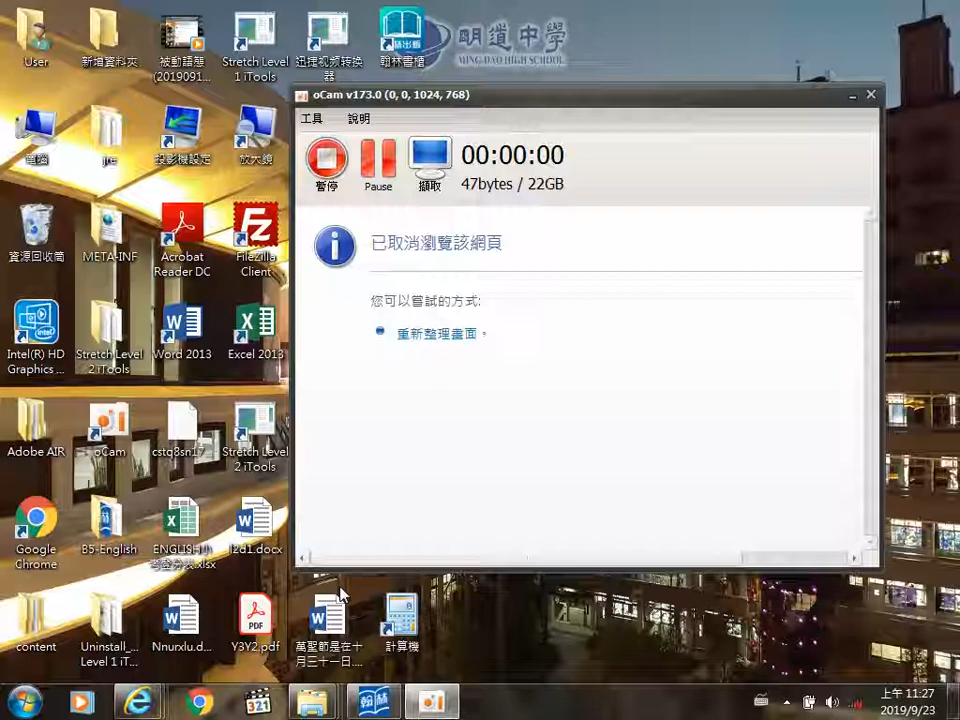 User
新增資料夾
被動語態
(2019091...
Stretch Level
1 iTools
迅捷视频转换
器
翰林書櫃
明道中學
MING DAO HIGH SCHOOL
電腦
jre
投影機設定
放大鏡
資源回收筒
META-INF
Acrobat
Reader DC
FileZilla
Client
Intel(R) HD
Graphics ...
Stretch Level
2 iTools
Word 2013
Excel 2013
Adobe AIR
oCam
cstq8sn17...
Stretch Level
2 iTools
Google
Chrome
B5-English
l2d1.docx
content
Uninstall_...
Level 1 iT...
Nnurxlu.d...
Y3Y2.pdf
萬聖節是在十
月三十一日....
計算機
oCam v173.0 (0, 0, 1024, 768)
工具
說明
暫停
Pause
擷取
00:00:00
47bytes / 22GB
已取消瀏覽該網頁
您可以嘗試的方式:
重新整理畫面。
321
翰林
上午 11:27
2019/9/23